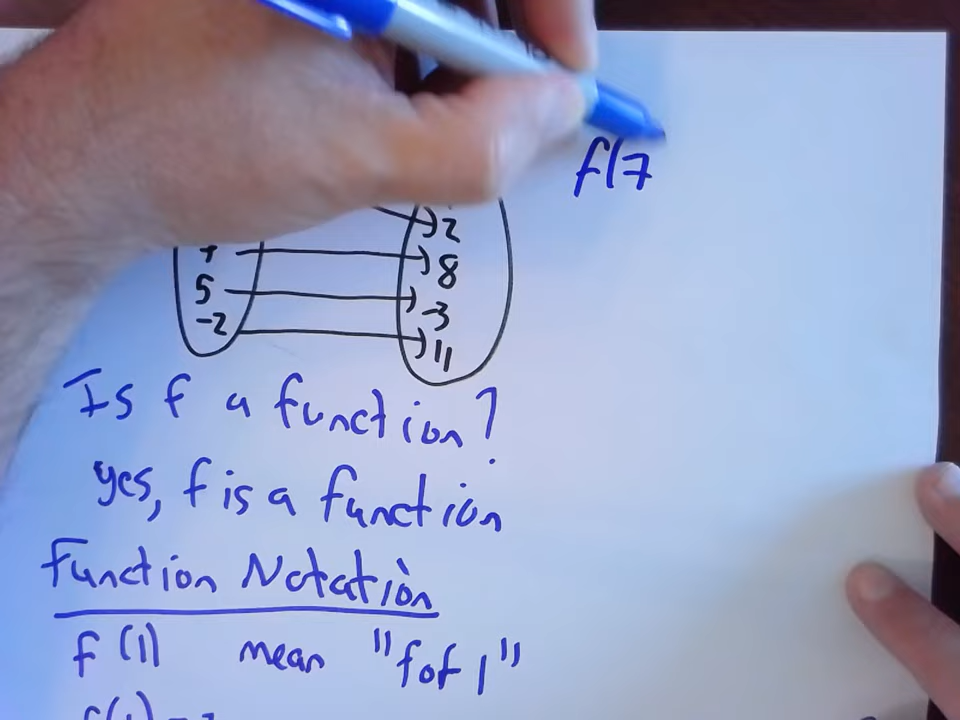 f(7
2
8
5
-3
-2
11
Is f a function?
yes, f is a function
Function Notation
f(1) mean "f of 1"